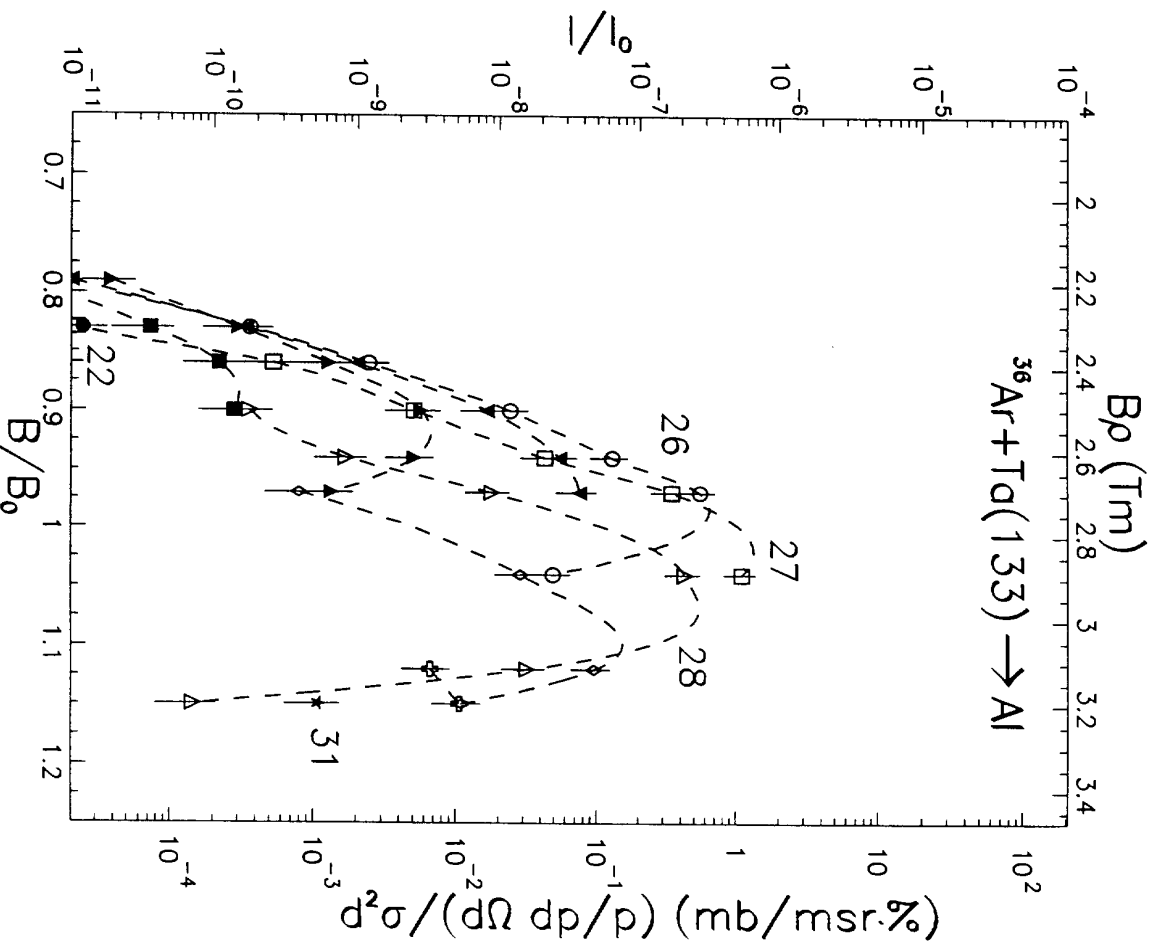 Bρ (Tm)
2 2.2 2.4 2.6 2.8 3 3.2 3.4
³⁶Ar+Ta(133) → Al
I/I₀
10⁻⁴
10⁻⁵
10⁻⁶
10⁻⁷
10⁻⁸
10⁻⁹
10⁻¹⁰
10⁻¹¹
26
27
28
22
31
0.7 0.8 0.9 1 1.1 1.2
B/B₀
10²
10
1
10⁻¹
10⁻²
10⁻³
10⁻⁴
d²σ/(dΩ dp/p) (mb/msr.%)